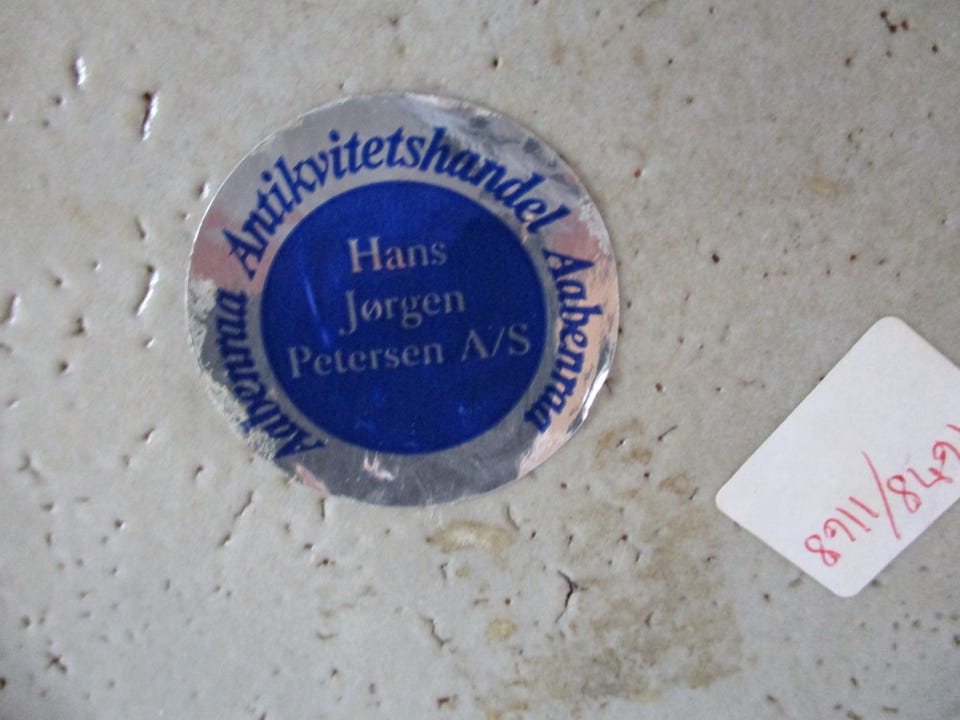 Aabenraa Antikvitetshandel Aabenraa
Hans
Jørgen
Petersen A/S